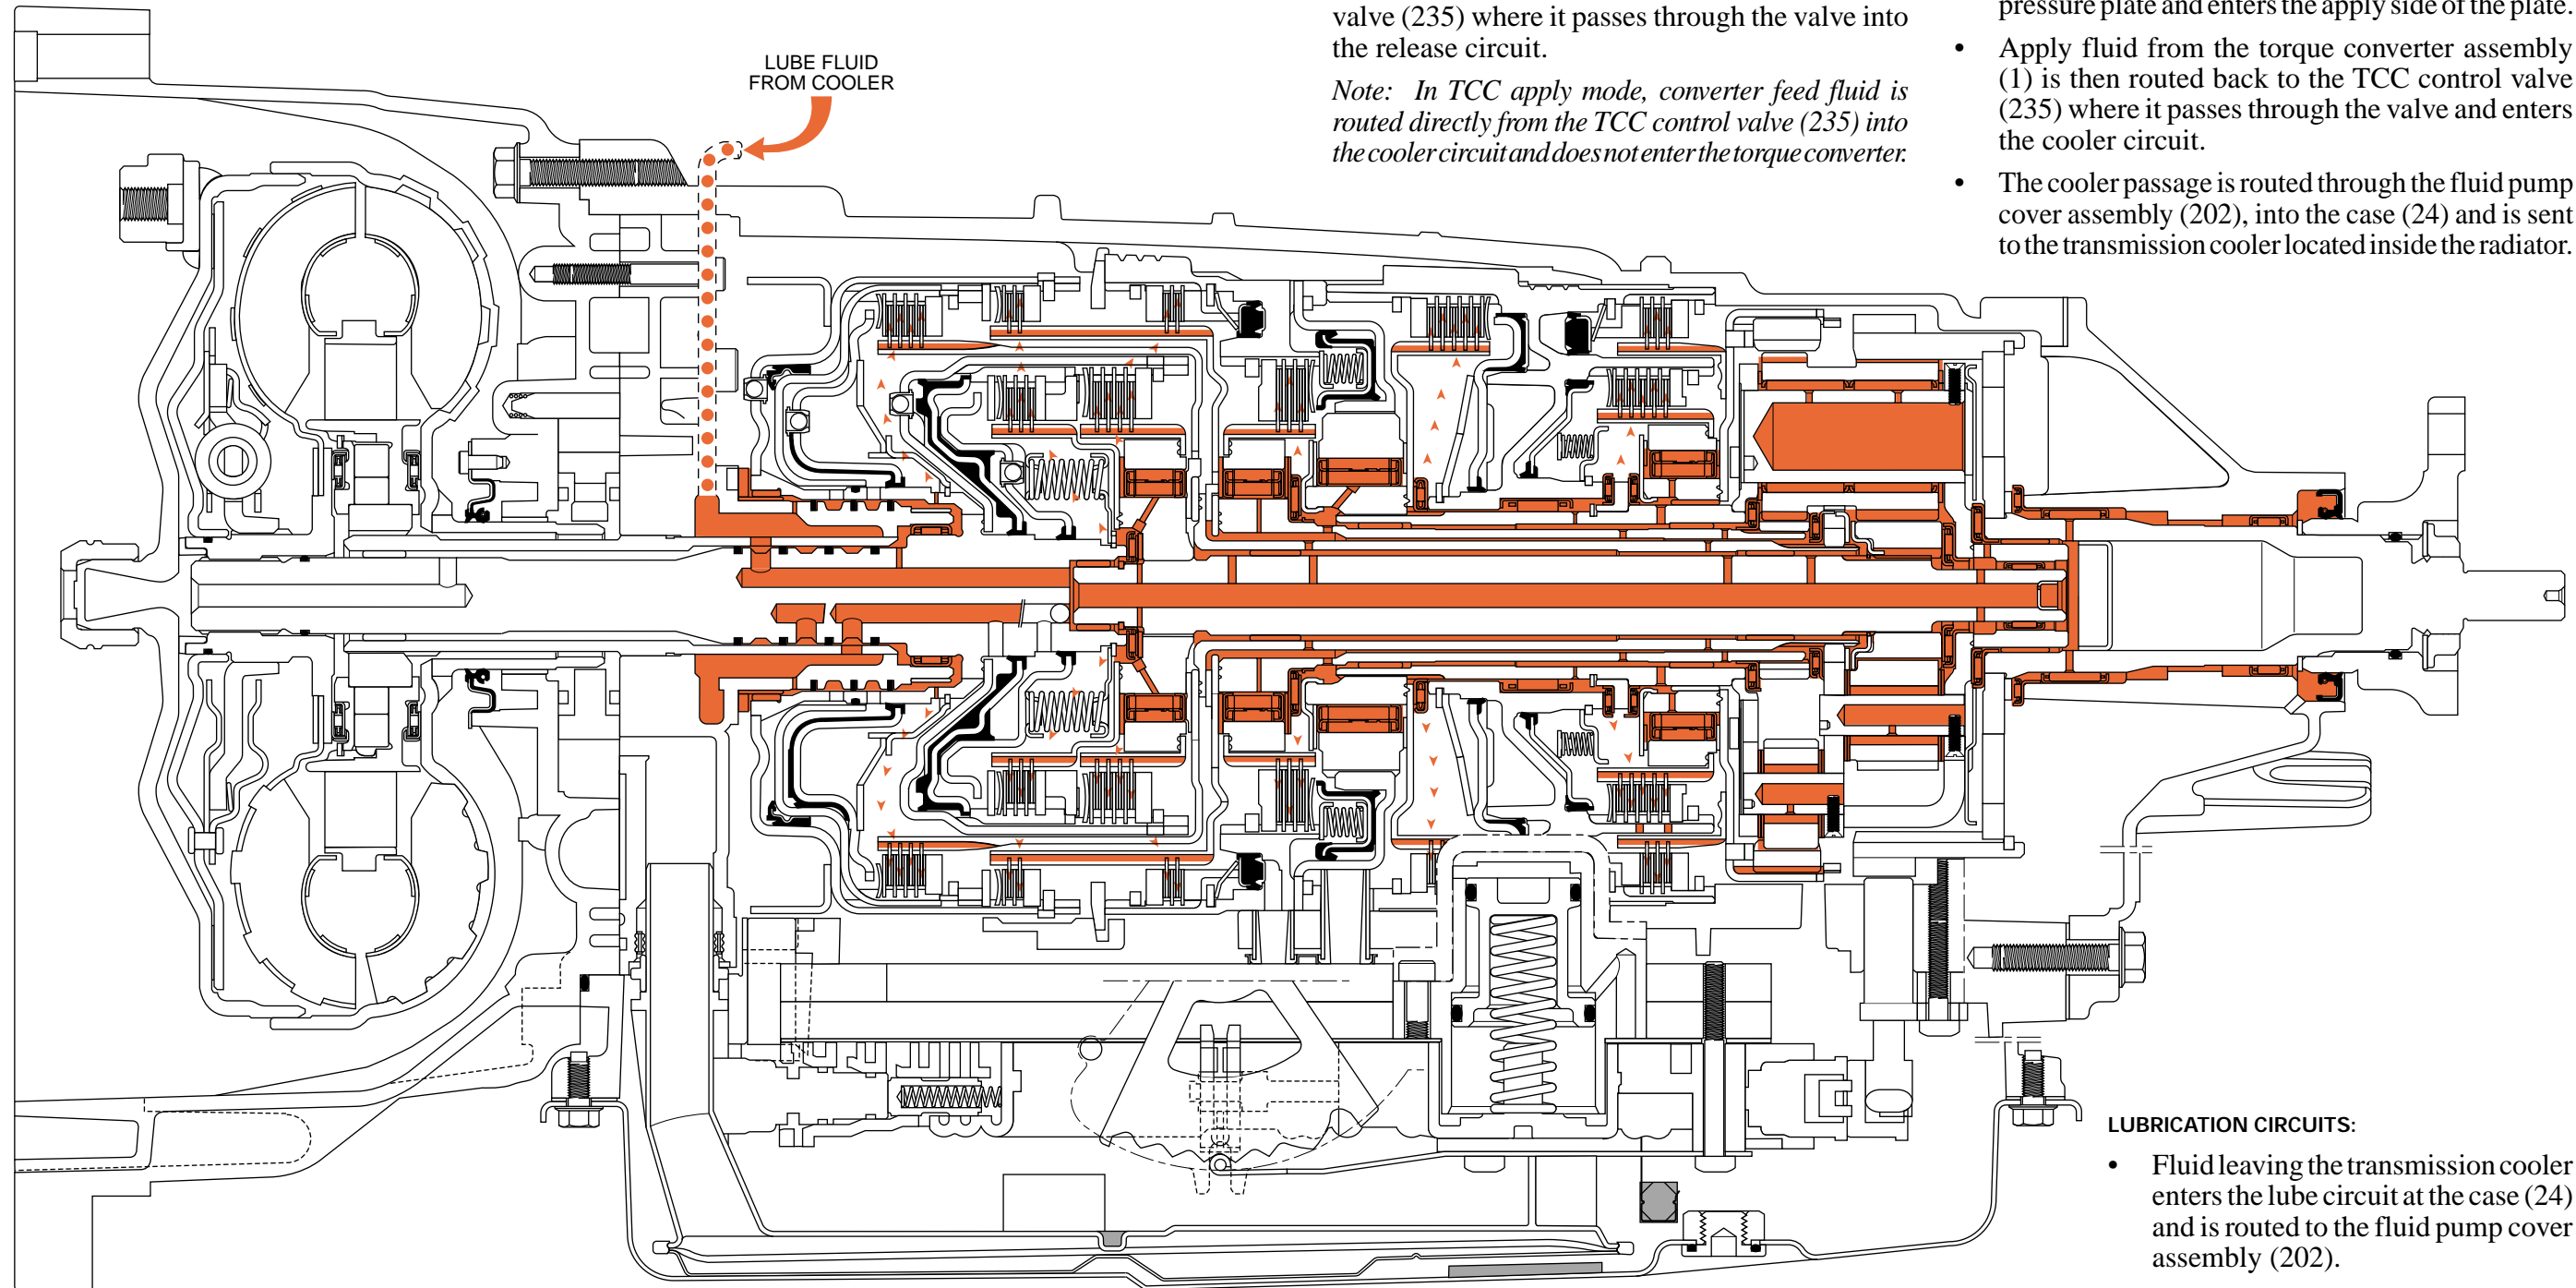 LUBE FLUID
FROM COOLER
valve (235) where it passes through the valve into
the release circuit.
Note: In TCC apply mode, converter feed fluid is
routed directly from the TCC control valve (235) into
the cooler circuit and does not enter the torque converter.
pressure plate and enters the apply side of the plate.
• Apply fluid from the torque converter assembly
(1) is then routed back to the TCC control valve
(235) where it passes through the valve and enters
the cooler circuit.
• The cooler passage is routed through the fluid pump
cover assembly (202), into the case (24) and is sent
to the transmission cooler located inside the radiator.
LUBRICATION CIRCUITS:
• Fluid leaving the transmission cooler
enters the lube circuit at the case (24)
and is routed to the fluid pump cover
assembly (202).